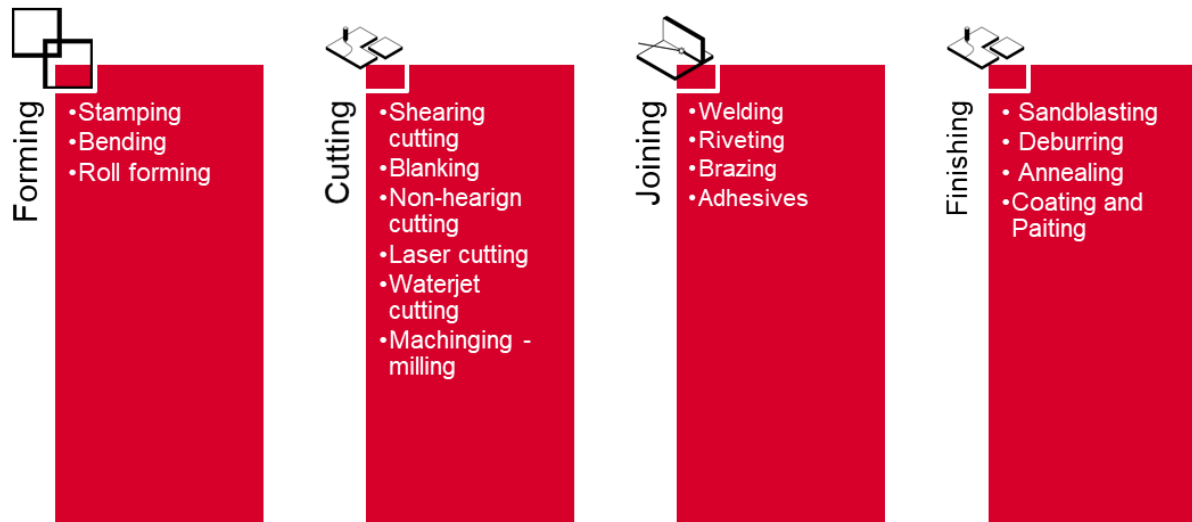 Forming
•Stamping
•Bending
•Roll forming
Cutting
•Shearing
cutting
•Blanking
•Non-hearign
cutting
•Laser cutting
•Waterjet
cutting
•Machinging -
milling
Joining
•Welding
•Riveting
•Brazing
•Adhesives
Finishing
• Sandblasting
• Deburring
• Annealing
•Coating and
Paiting